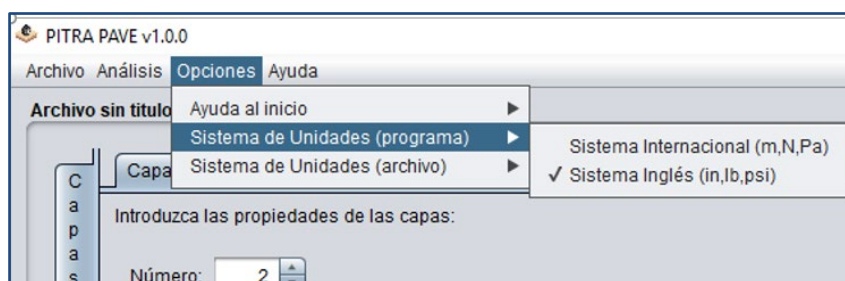 PITRA PAVE v1.0.0
Archivo Análisis Opciones Ayuda
Archivo sin titulo
Ayuda al inicio
Sistema de Unidades (programa)
Sistema de Unidades (archivo)
Sistema Internacional (m,N,Pa)
✓ Sistema Inglés (in,lb,psi)
Capa
Capas
Introduzca las propiedades de las capas:
Número: 2